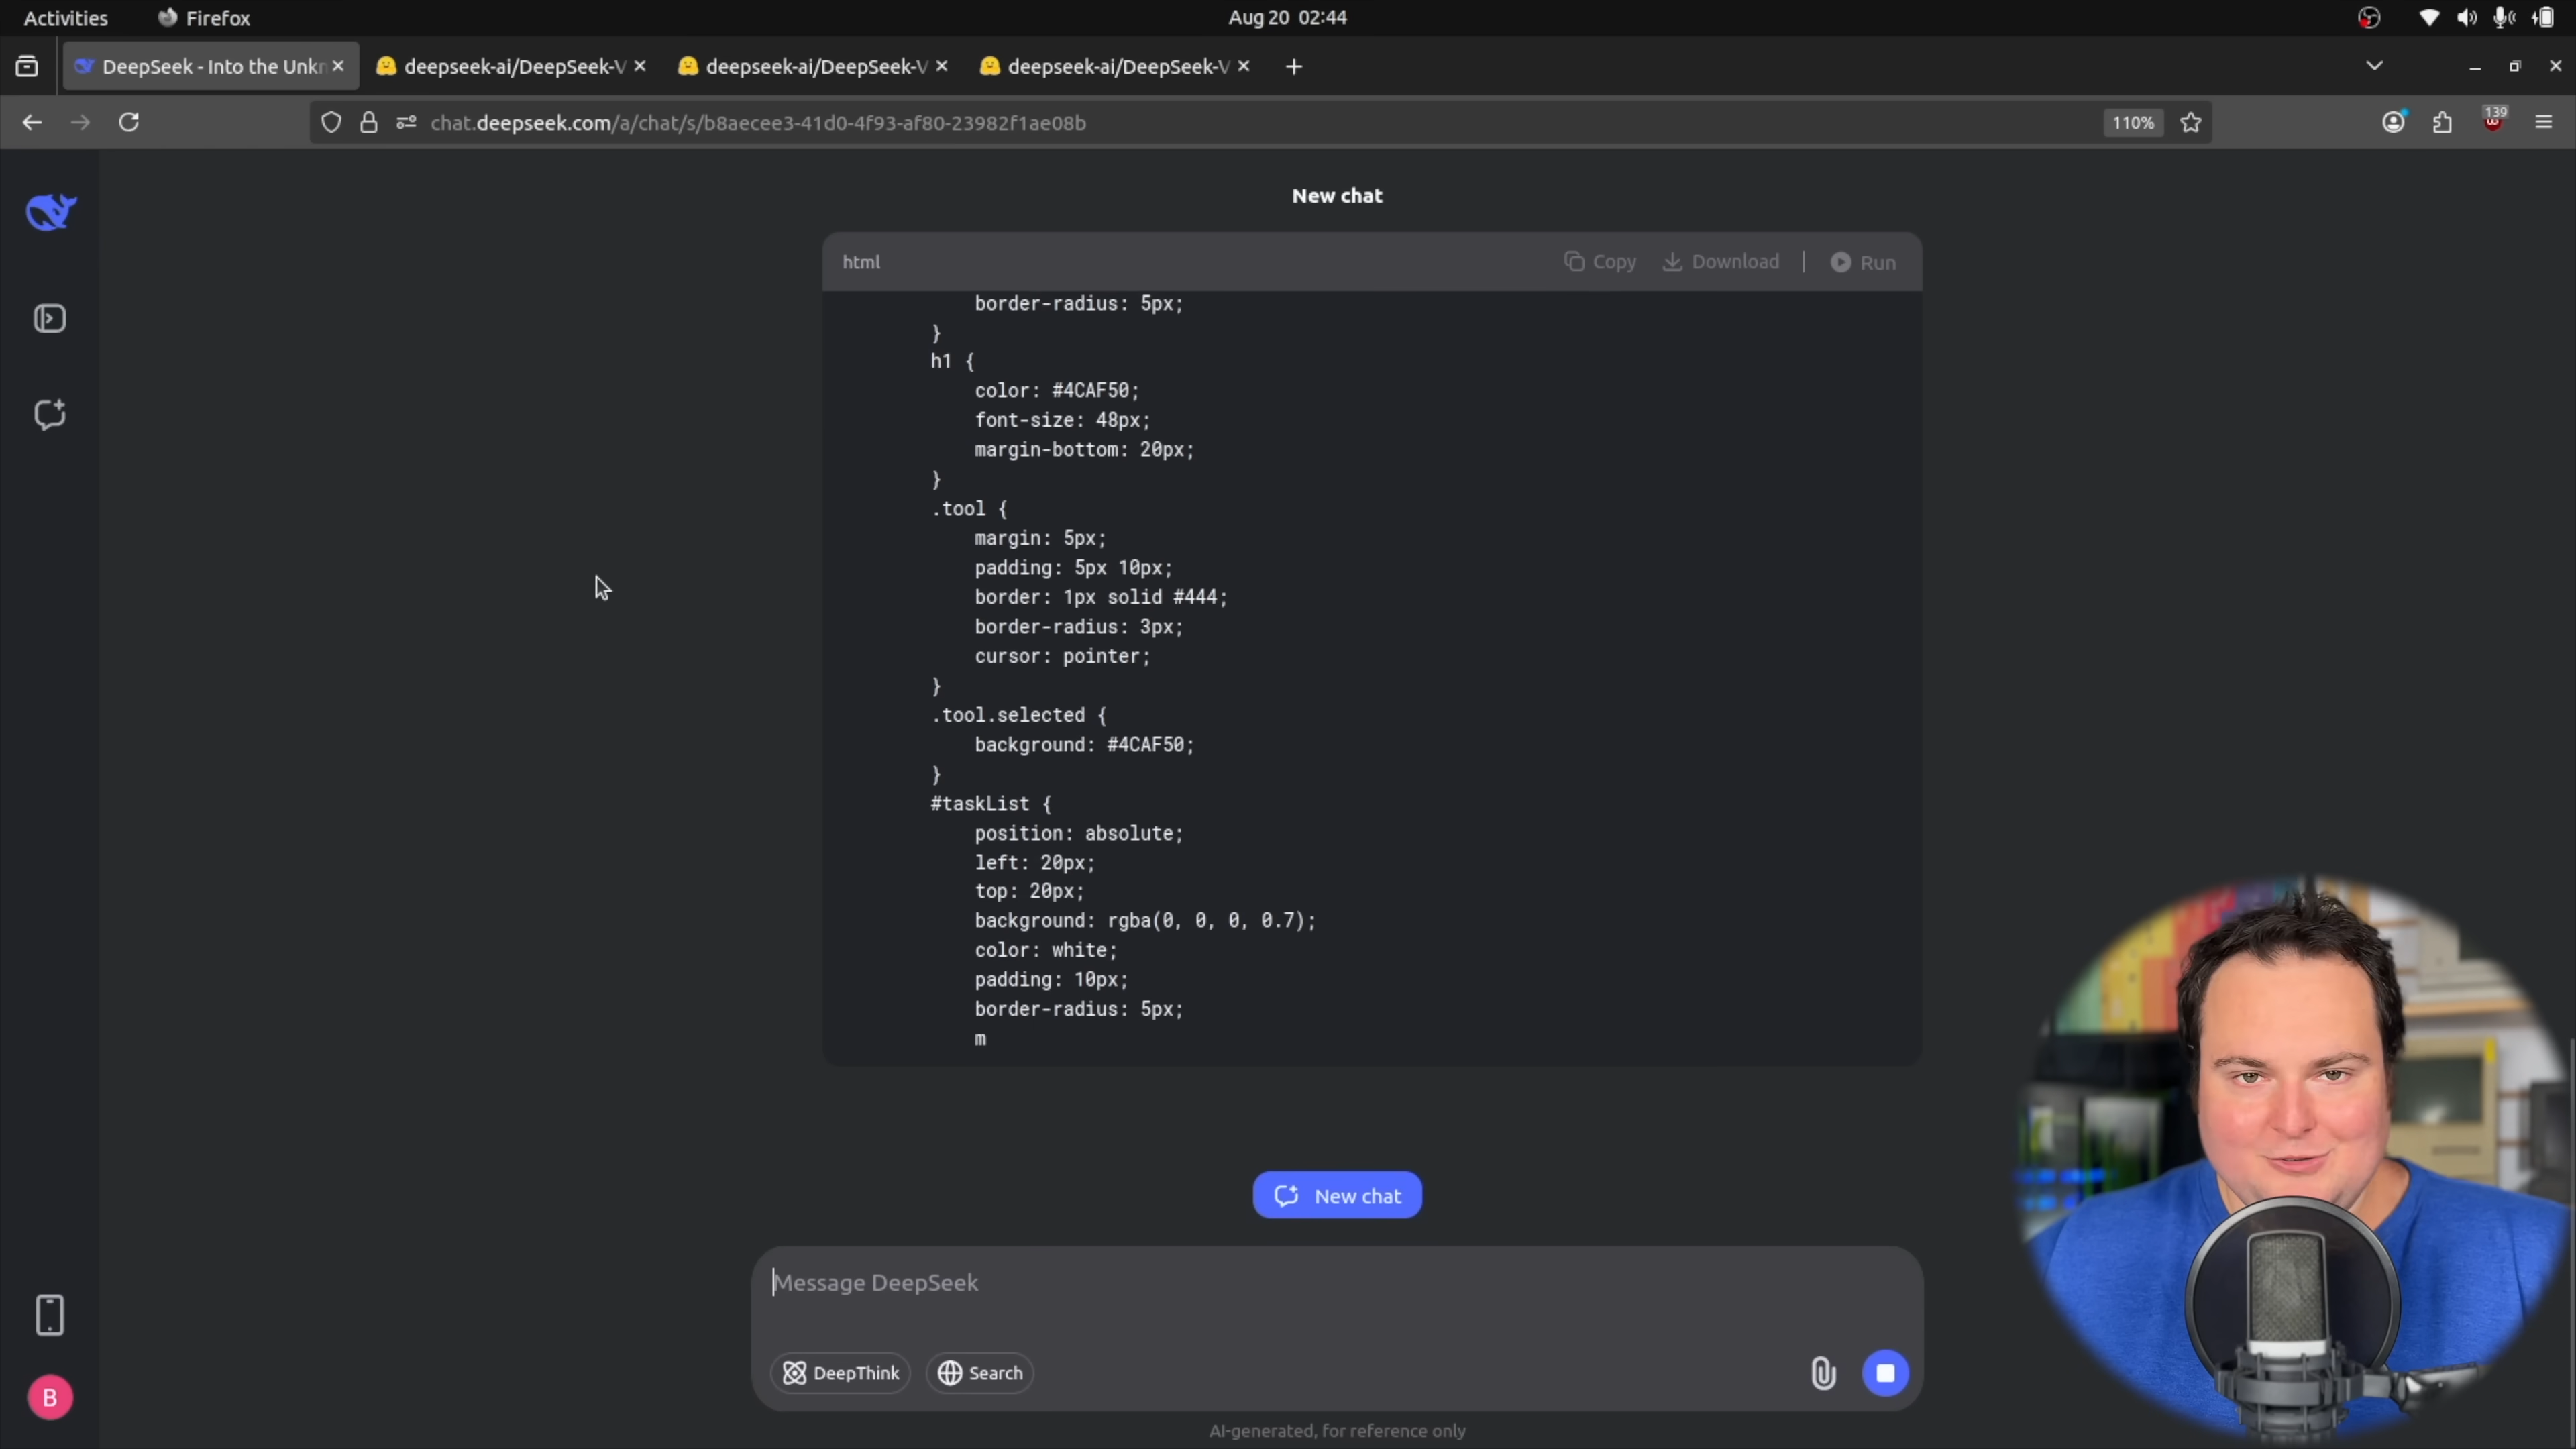 Activities
Firefox
Aug 20 02:44
DeepSeek - Into the Unkn
deepseek-ai/DeepSeek-V
deepseek-ai/DeepSeek-V
deepseek-ai/DeepSeek-V
chat.deepseek.com/a/chat/s/b8aecee3-41d0-4f93-af80-23982f1ae08b
110%
139
New chat
html
Copy
Download
Run
border-radius: 5px;
}
h1 {
color: #4CAF50;
font-size: 48px;
margin-bottom: 20px;
}
.tool {
margin: 5px;
padding: 5px 10px;
border: 1px solid #444;
border-radius: 3px;
cursor: pointer;
}
.tool.selected {
background: #4CAF50;
}
#taskList {
position: absolute;
left: 20px;
top: 20px;
background: rgba(0, 0, 0, 0.7);
color: white;
padding: 10px;
border-radius: 5px;
m
New chat
Message DeepSeek
DeepThink
Search
B
AI-generated, for reference only